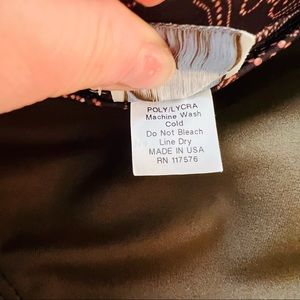 POLY/LYCRA
Machine Wash
Cold
Do Not Bleach
Line Dry
MADE IN USA
RN 117576